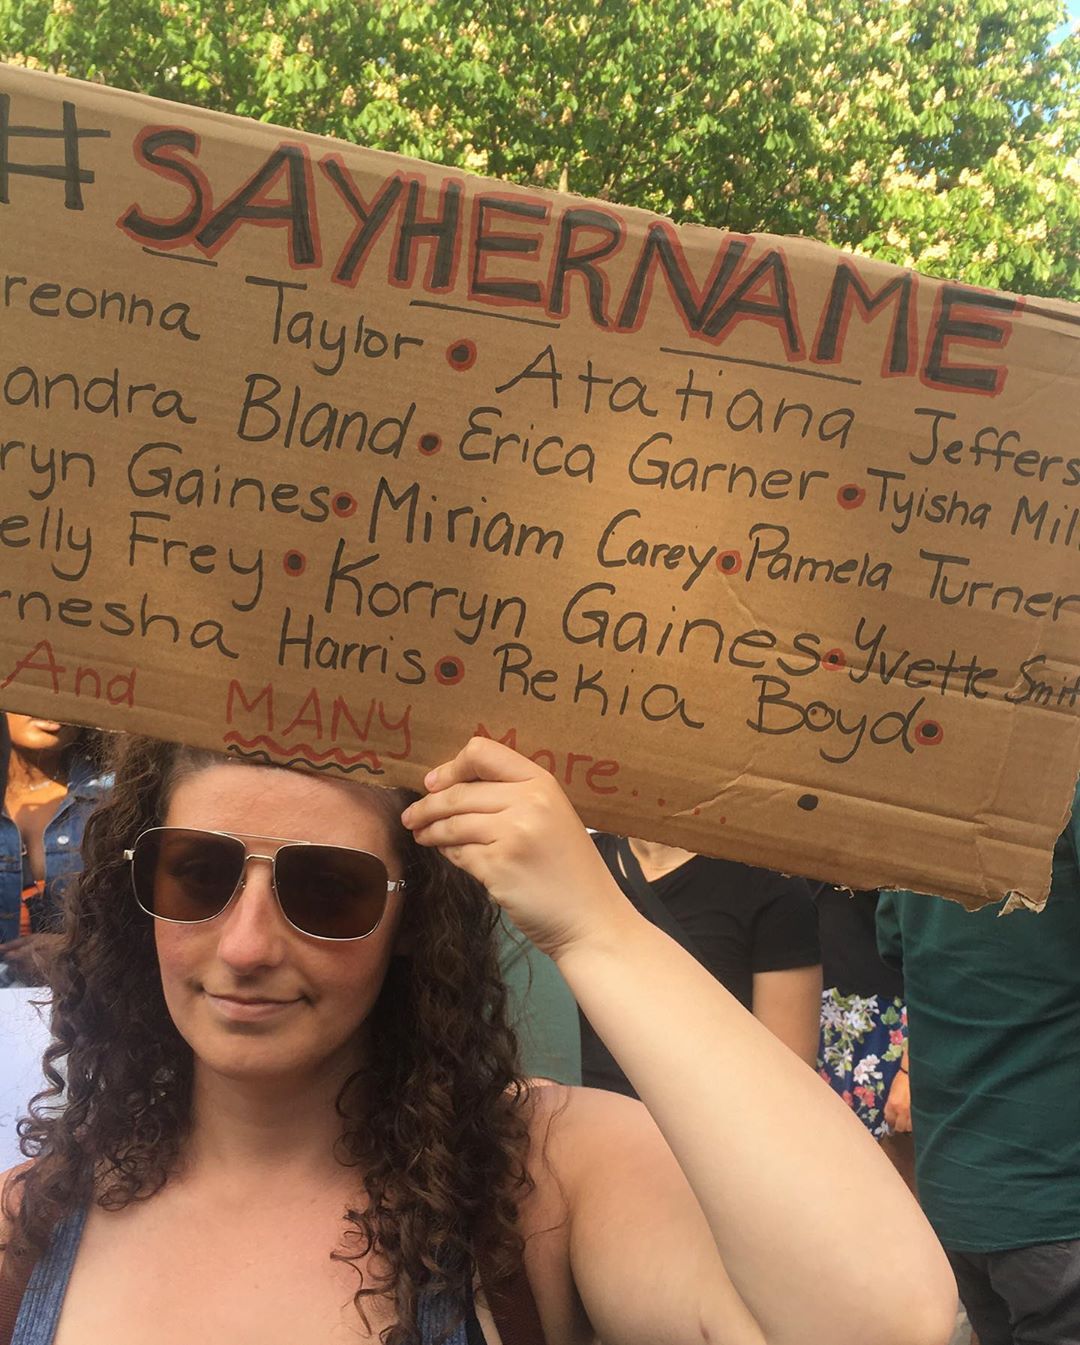 #SAYHERNAME
reonna Taylor • Atatiana Jeffers
andra Bland • Erica Garner • Tyisha Mil
ryn Gaines • Miriam Carey • Pamela Turner
elly Frey • Korryn Gaines • Yvette Smit
rnesha Harris • Rekia Boyd •
And MANY More....